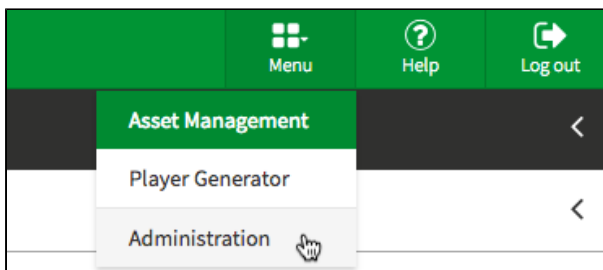 Menu
Help
Log out
Asset Management
Player Generator
Administration